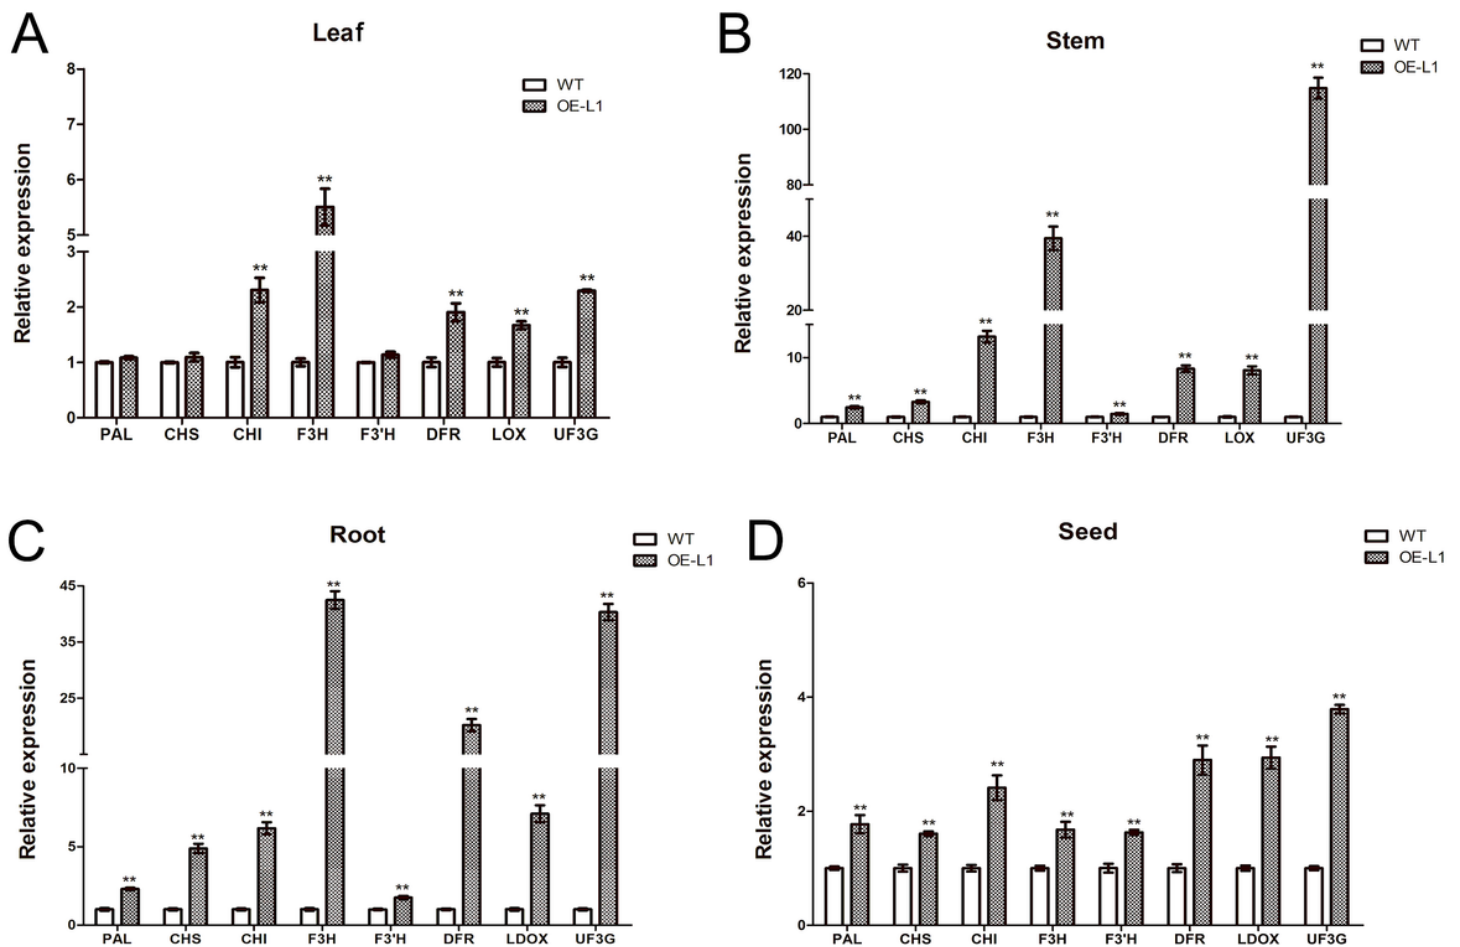 A
Leaf
WT
OE-L1
Relative expression
8
7
6
5
3
2
1
0
**
**
**
**
**
PAL CHS CHI F3H F3'H DFR LOX UF3G
B
Stem
WT
OE-L1
Relative expression
120
100
80
40
20
10
0
**
**
**
**
**
**
**
**
PAL CHS CHI F3H F3'H DFR LOX UF3G
C
Root
WT
OE-L1
Relative expression
45
35
25
10
5
0
**
**
**
**
**
**
**
**
PAL CHS CHI F3H F3'H DFR LDOX UF3G
D
Seed
WT
OE-L1
Relative expression
6
4
2
0
**
**
**
**
**
**
**
**
PAL CHS CHI F3H F3'H DFR LDOX UF3G